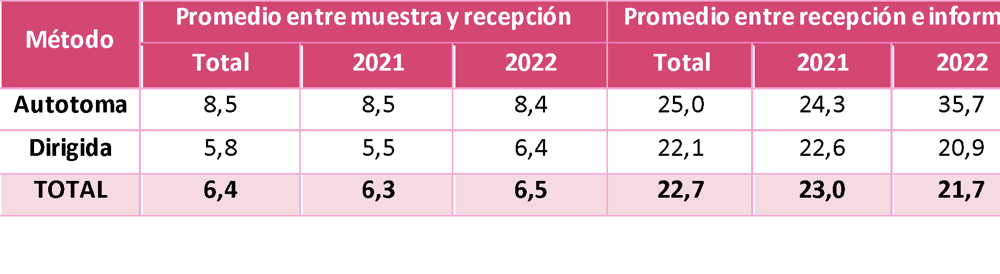 Método Promedio entre muestra y recepción Promedio entre recepción e inform
Total 2021 2022 Total 2021 2022
Autotoma 8,5 8,5 8,4 25,0 24,3 35,7
Dirigida 5,8 5,5 6,4 22,1 22,6 20,9
TOTAL 6,4 6,3 6,5 22,7 23,0 21,7